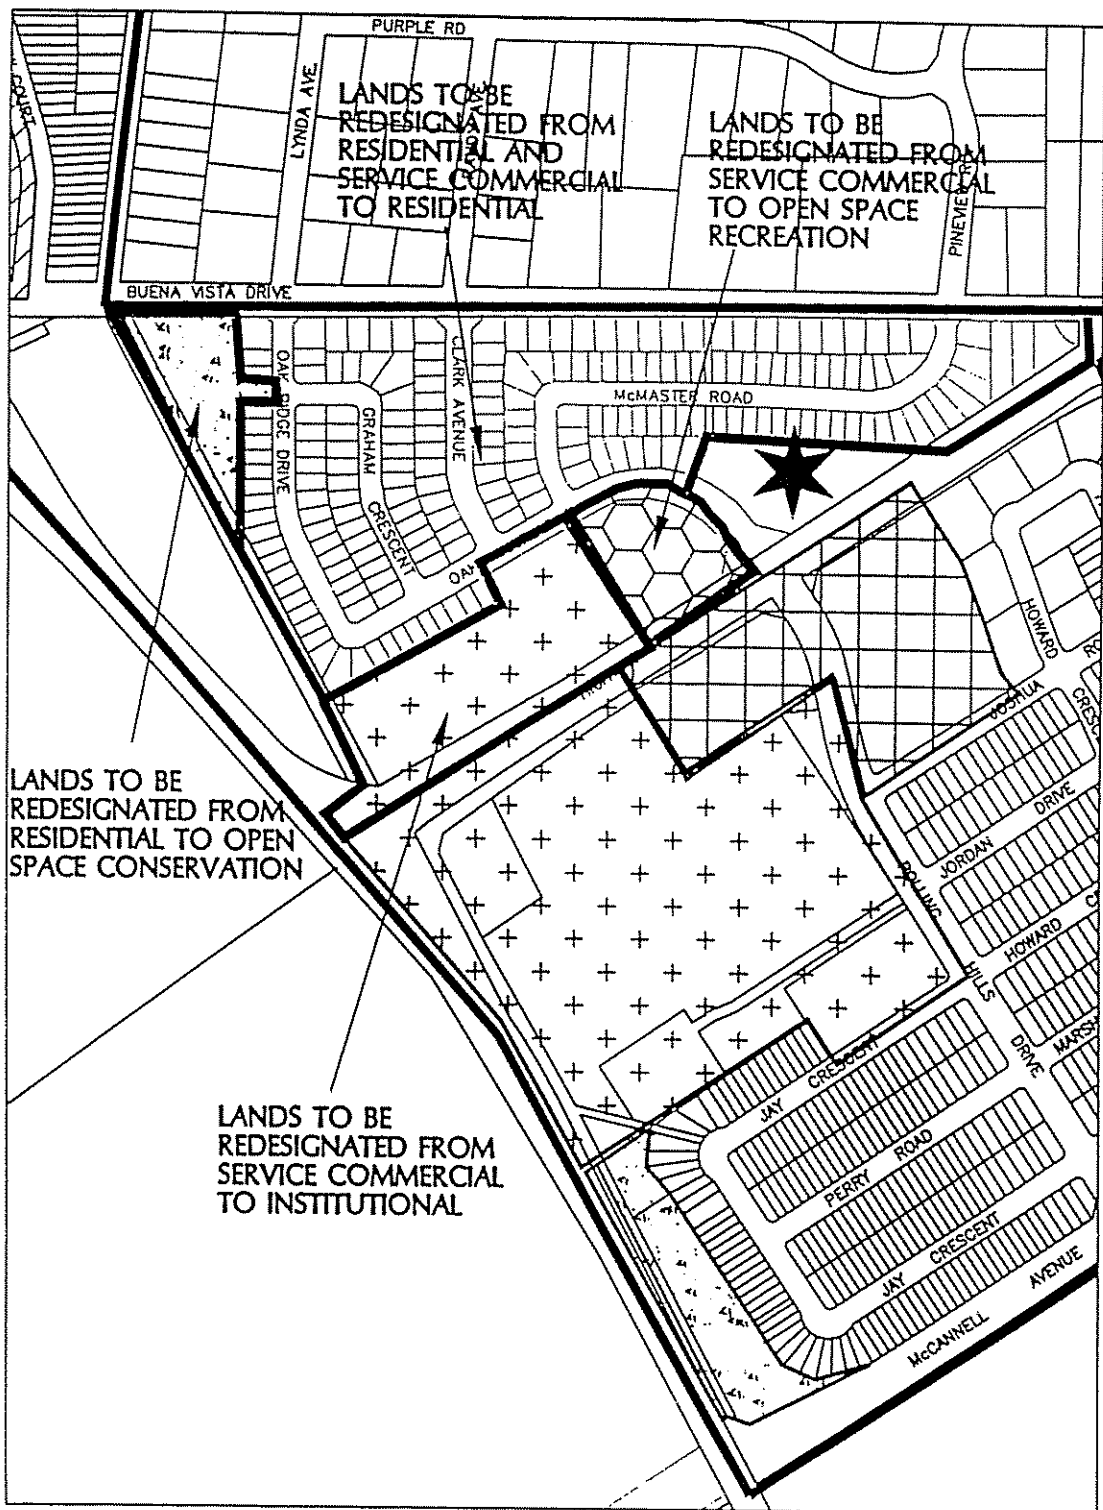 PURPLE RD
COURT
LYNDA AVE.
LANDS TO BE
REDESIGNATED FROM
RESIDENTIAL AND
SERVICE COMMERCIAL
TO RESIDENTIAL
LANDS TO BE
REDESIGNATED FROM
SERVICE COMMERCIAL
TO OPEN SPACE
RECREATION
BUENA VISTA DRIVE
OAK RIDGE DRIVE
GRAHAM
CRESCENT
CLARK AVENUE
McMASTER ROAD
OAK
HOWARD
JOSHUA
JORDAN DRIVE
HOWARD
ROLLING
HILLS
DRIVE
LANDS TO BE
REDESIGNATED FROM
RESIDENTIAL TO OPEN
SPACE CONSERVATION
LANDS TO BE
REDESIGNATED FROM
SERVICE COMMERCIAL
TO INSTITUTIONAL
JAY CRESCENT
PERRY ROAD
JAY CRESCENT
McCANNELL AVENUE